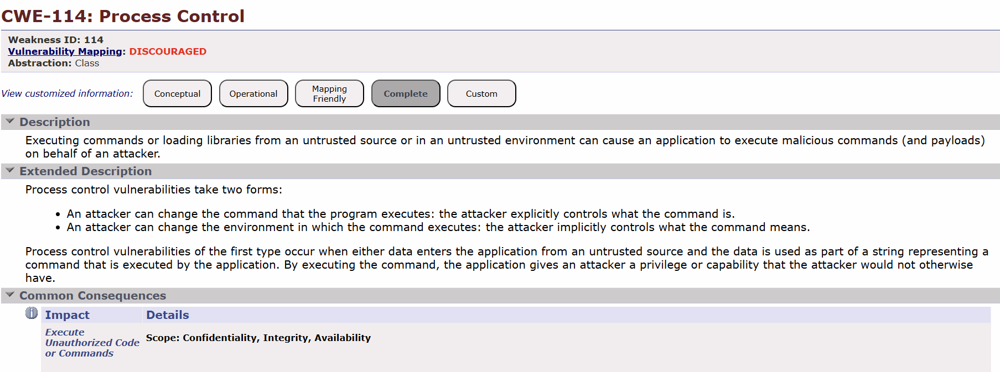 CWE-114: Process Control
Weakness ID: 114
Vulnerability Mapping: DISCOURAGED
Abstraction: Class
View customized information:
Conceptual
Operational
Mapping
Friendly
Complete
Custom
Description
Executing commands or loading libraries from an untrusted source or in an untrusted environment can cause an application to execute malicious commands (and payloads)
on behalf of an attacker.
Extended Description
Process control vulnerabilities take two forms:
• An attacker can change the command that the program executes: the attacker explicitly controls what the command is.
• An attacker can change the environment in which the command executes: the attacker implicitly controls what the command means.
Process control vulnerabilities of the first type occur when either data enters the application from an untrusted source and the data is used as part of a string representing a
command that is executed by the application. By executing the command, the application gives an attacker a privilege or capability that the attacker would not otherwise
have.
Common Consequences
Impact
Details
Execute
Unauthorized Code
or Commands
Scope: Confidentiality, Integrity, Availability